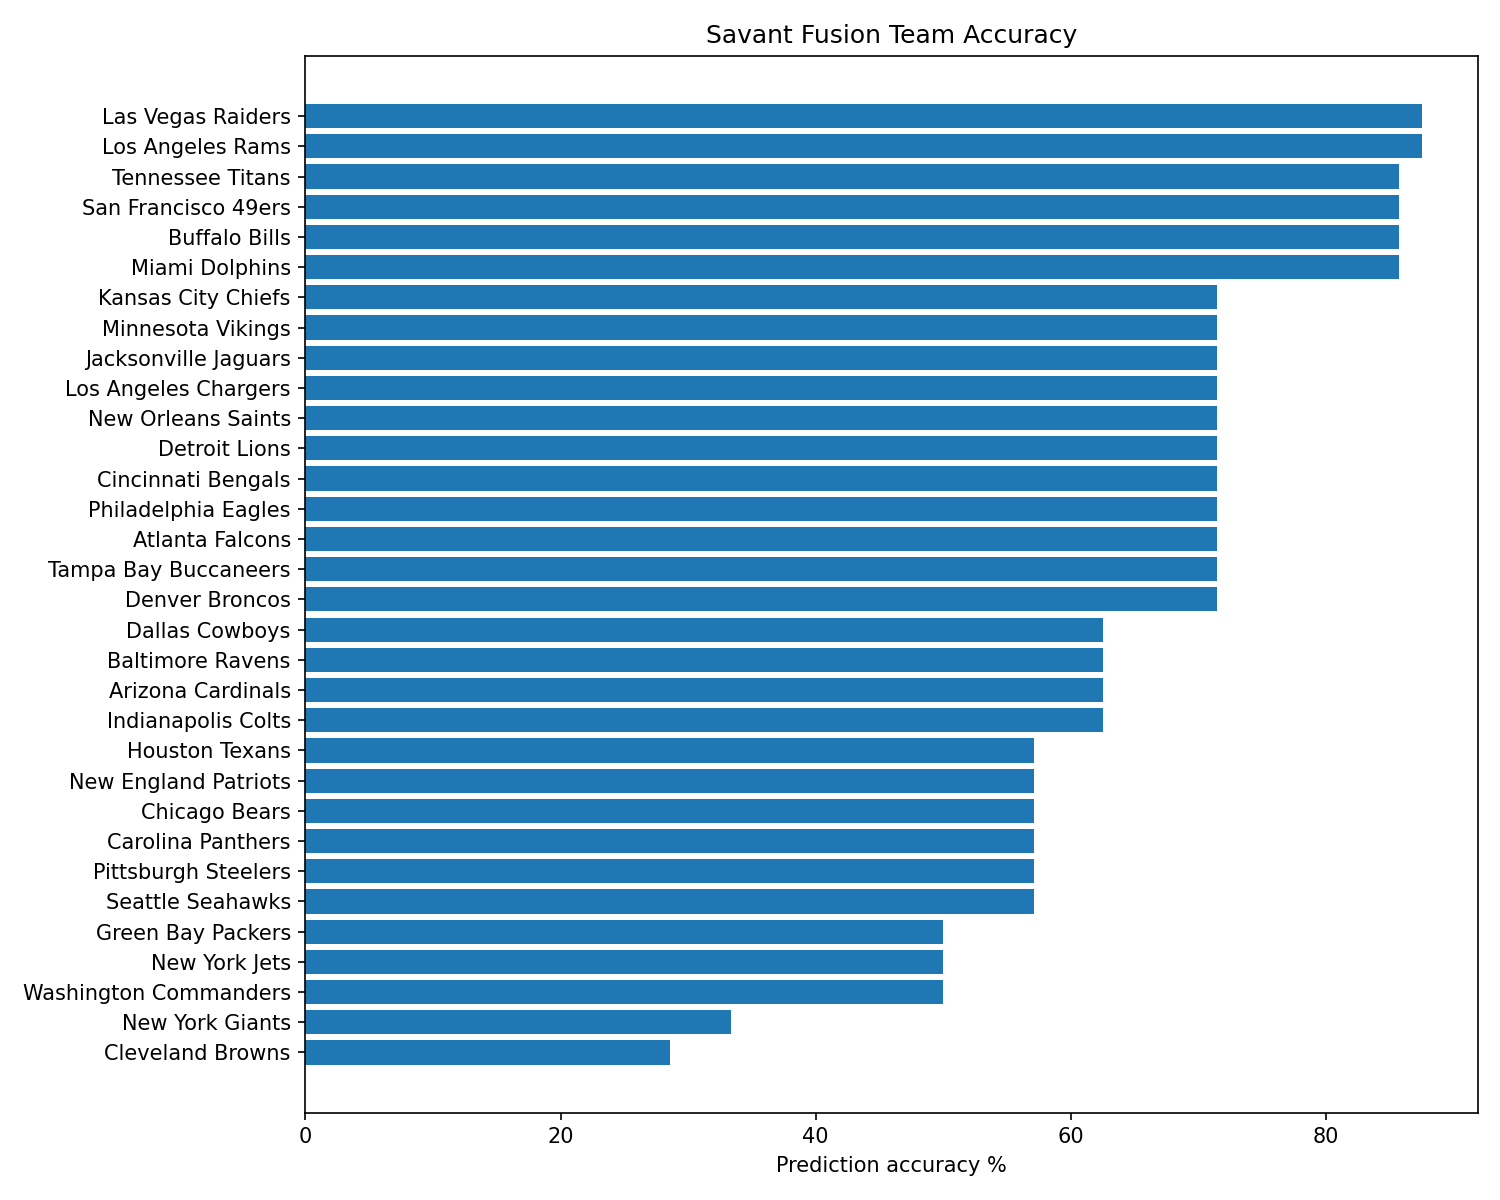 Savant Fusion Team Accuracy
Las Vegas Raiders
Los Angeles Rams
Tennessee Titans
San Francisco 49ers
Buffalo Bills
Miami Dolphins
Kansas City Chiefs
Minnesota Vikings
Jacksonville Jaguars
Los Angeles Chargers
New Orleans Saints
Detroit Lions
Cincinnati Bengals
Philadelphia Eagles
Atlanta Falcons
Tampa Bay Buccaneers
Denver Broncos
Dallas Cowboys
Baltimore Ravens
Arizona Cardinals
Indianapolis Colts
Houston Texans
New England Patriots
Chicago Bears
Carolina Panthers
Pittsburgh Steelers
Seattle Seahawks
Green Bay Packers
New York Jets
Washington Commanders
New York Giants
Cleveland Browns
0 20 40 60 80
Prediction accuracy %